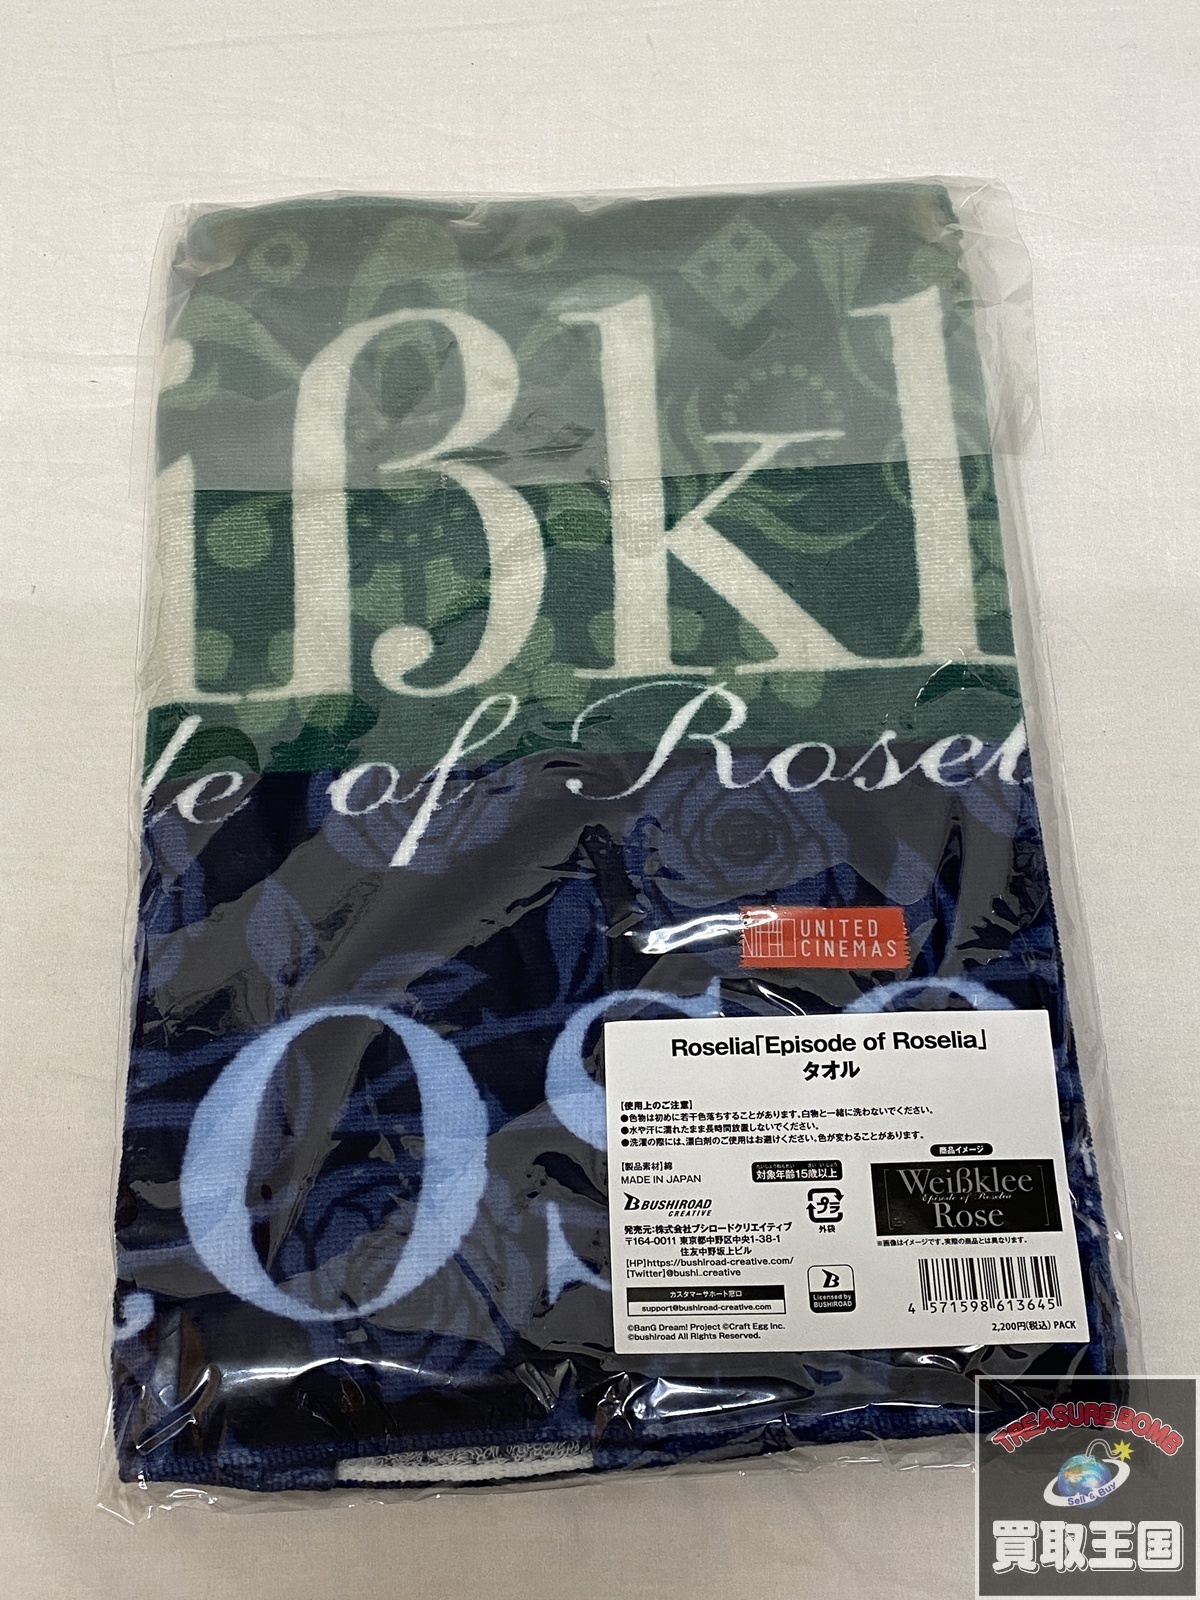 ißkl
de of Roseli
OS
UNITED
CINEMAS
Roselia「Episode of Roselia」
タオル
【使用上のご注意】
●色物は初めに若干色落ちすることがあります。白物と一緒に洗わないでください。
●水や汗に濡れたまま長時間放置しないでください。
●洗濯の際には、漂白剤のご使用はお避けください。色が変わることがあります。
【製品素材】綿
MADE IN JAPAN
対象年齢15歳以上
商品イメージ
Weißklee
Episode of Roselia
Rose
※画像はイメージです。実際の商品とは異なります。
BUSHIROAD
CREATIVE
プラ
外袋
発売元:株式会社ブシロードクリエイティブ
〒164-0011 東京都中野区中央1-38-1
住友中野坂上ビル
[HP]https://bushiroad-creative.com/
[Twitter]@bushi_creative
カスタマーサポート窓口
support@bushiroad-creative.com
Licensed by
BUSHIROAD
4 571598 613645
2,200円(税込) PACK
©BanG Dream! Project ©Craft Egg Inc.
©bushiroad All Rights Reserved.
TREASURE BOMB
Sell & Buy
買取王国